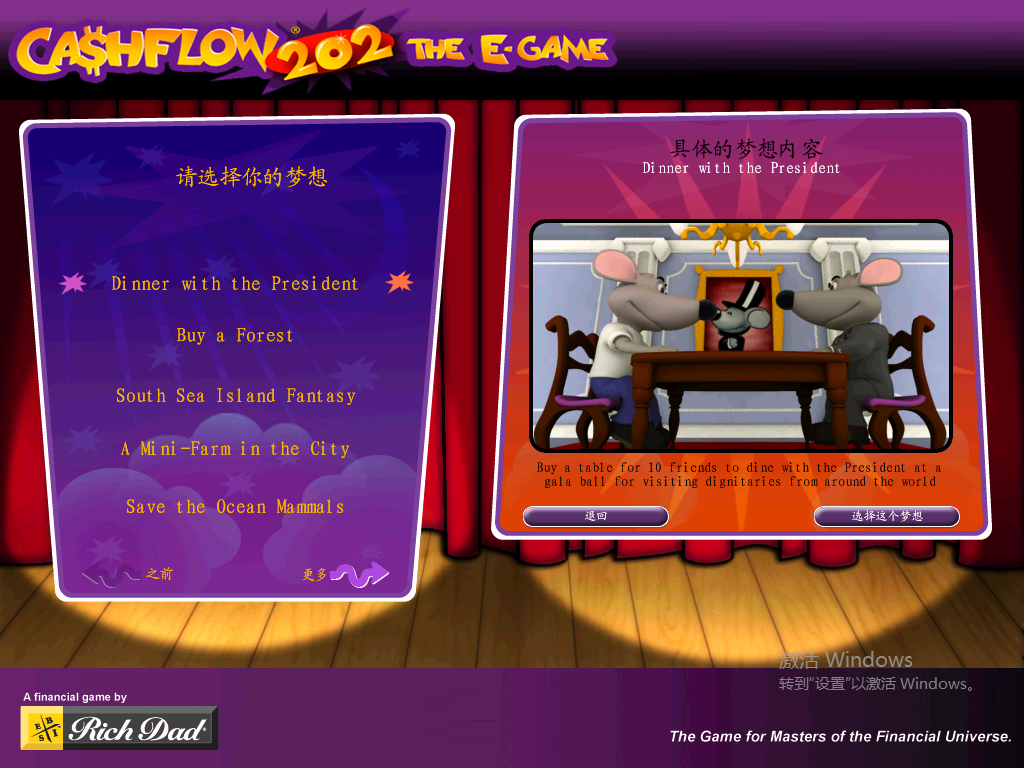 CA$HFLOW® 202 THE E-GAME
请选择你的梦想
Dinner with the President
Buy a Forest
South Sea Island Fantasy
A Mini-Farm in the City
Save the Ocean Mammals
之前
更多
具体的梦想内容
Dinner with the President
Buy a table for 10 friends to dine with the President at a
gala ball for visiting dignitaries from around the world
退回
选择这个梦想
激活 Windows
转到“设置”以激活 Windows。
A financial game by
E B S I
Rich Dad®
The Game for Masters of the Financial Universe.